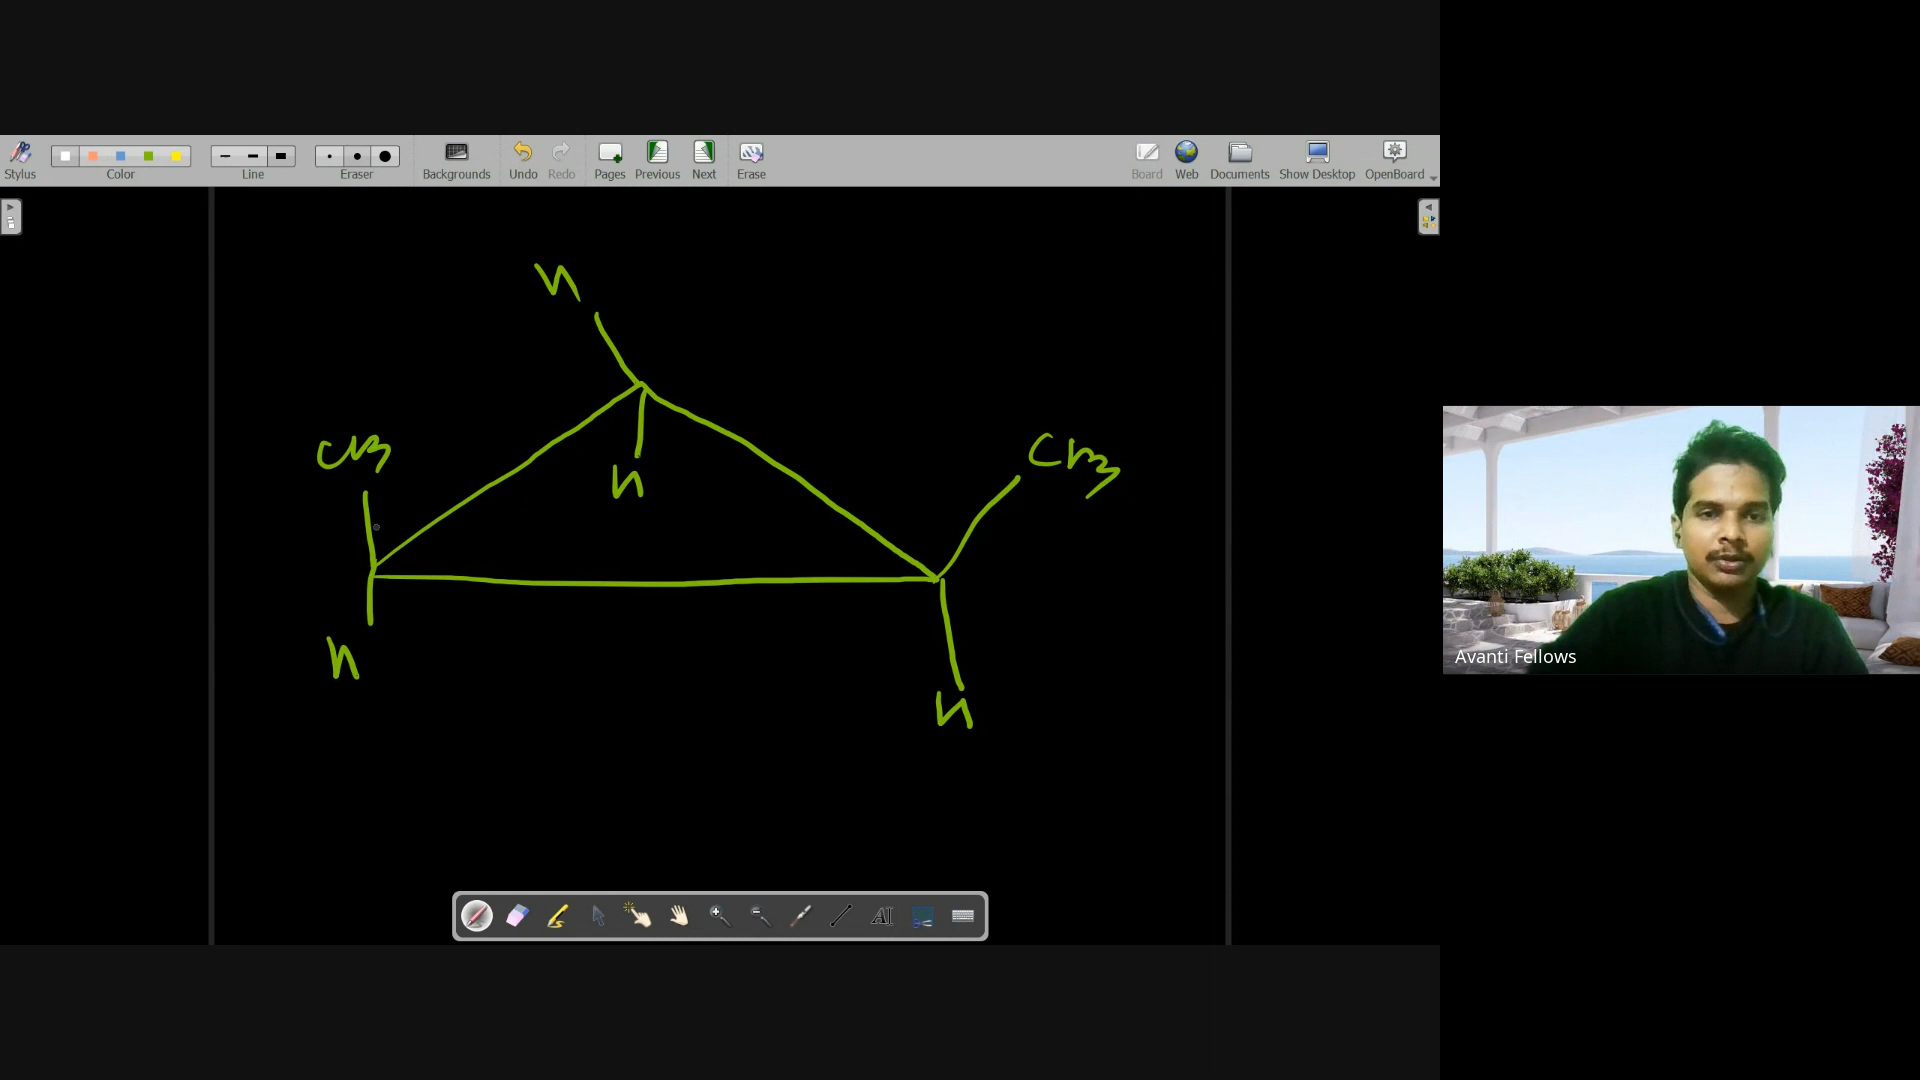 Stylus Color Line Eraser Backgrounds Undo Redo Pages Previous Next Erase Board Web Documents Show Desktop OpenBoard
H
CH3
CH3
H
H
H
Avanti Fellows